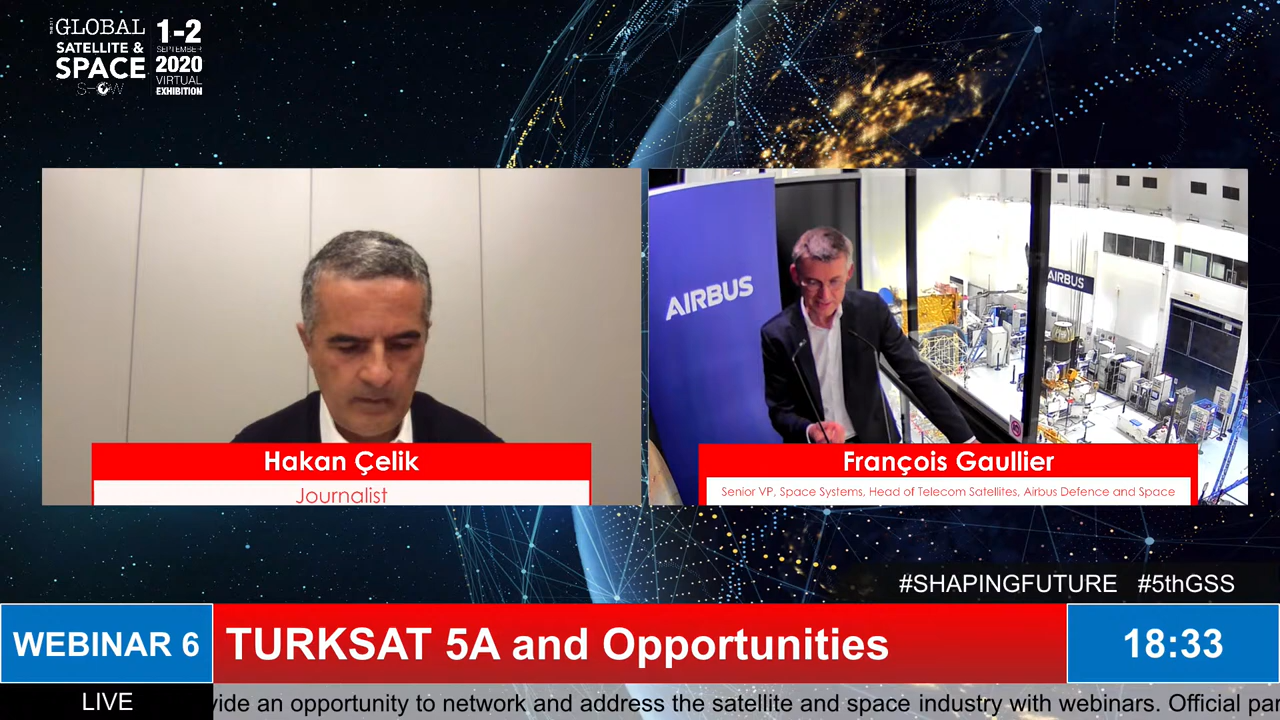 GLOBAL
SATELLITE &
SPACE
SHOW
1-2
SEPTEMBER
2020
VIRTUAL
EXHIBITION
AIRBUS
AIRBUS
Hakan Çelik
Journalist
François Gaullier
Senior VP, Space Systems, Head of Telecom Satellites, Airbus Defence and Space
#SHAPINGFUTURE #5thGSS
WEBINAR 6
TURKSAT 5A and Opportunities
18:33
LIVE
vide an opportunity to network and address the satellite and space industry with webinars. Official par